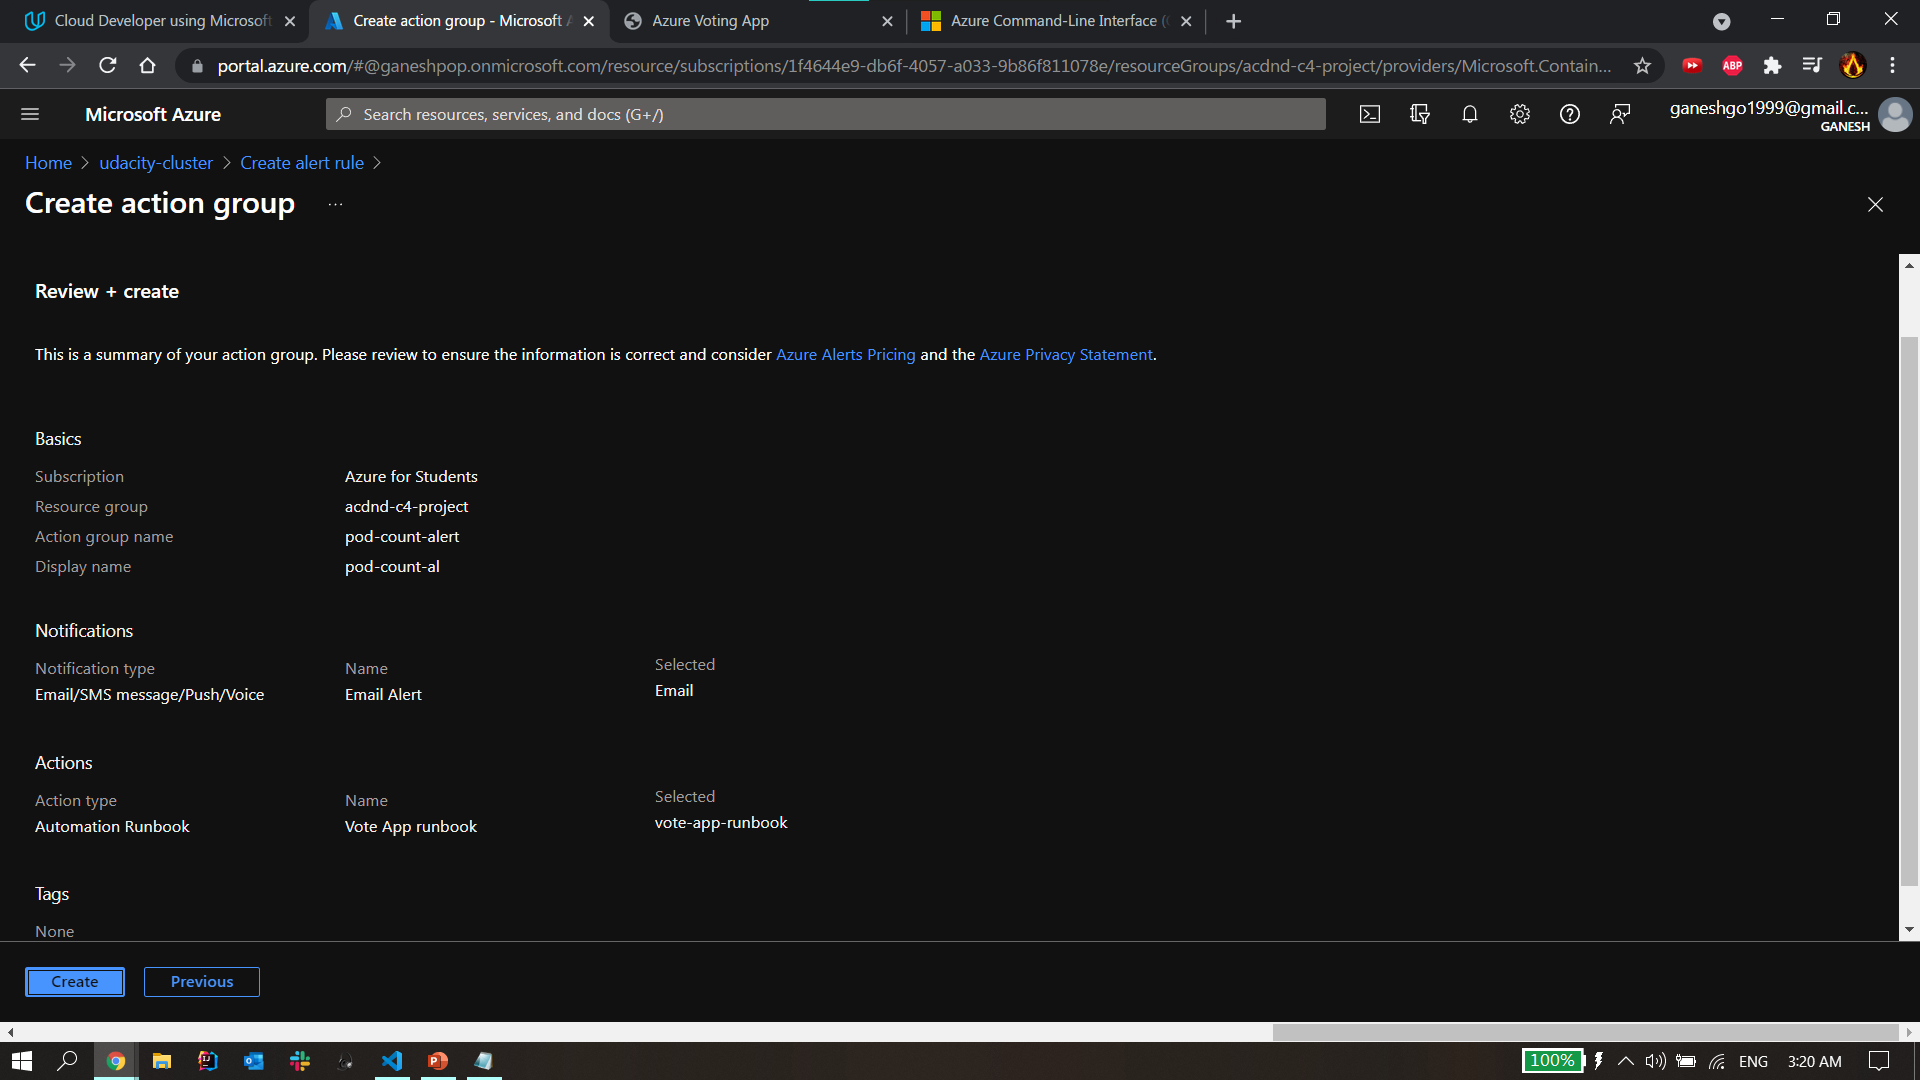 Cloud Developer using Microsoft
Create action group - Microsoft A
Azure Voting App
Azure Command-Line Interface (
portal.azure.com/#@ganeshpop.onmicrosoft.com/resource/subscriptions/1f4644e9-db6f-4057-a033-9b86f811078e/resourceGroups/acdnd-c4-project/providers/Microsoft.Contain...
ABP
Microsoft Azure
Search resources, services, and docs (G+/)
ganeshgo1999@gmail.c...
GANESH
Home > udacity-cluster > Create alert rule >
Create action group ...
Review + create
This is a summary of your action group. Please review to ensure the information is correct and consider Azure Alerts Pricing and the Azure Privacy Statement.
Basics
Subscription Azure for Students
Resource group acdnd-c4-project
Action group name pod-count-alert
Display name pod-count-al
Notifications
Notification type Name Selected
Email/SMS message/Push/Voice Email Alert Email
Actions
Action type Name Selected
Automation Runbook Vote App runbook vote-app-runbook
Tags
None
Create Previous
100% ENG 3:20 AM